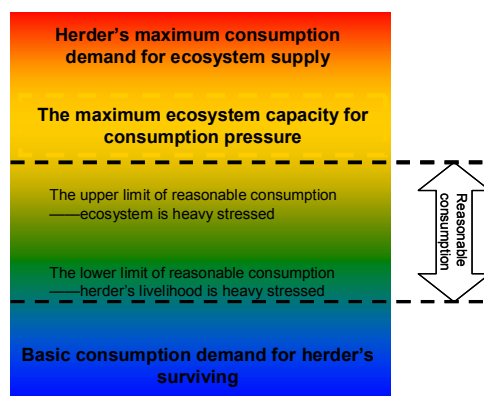 Herder's maximum consumption
demand for ecosystem supply
The maximum ecosystem capacity for
consumption pressure
The upper limit of reasonable consumption
——ecosystem is heavy stressed
Reasonable
consumption
The lower limit of reasonable consumption
——herder's livelihood is heavy stressed
Basic consumption demand for herder's
surviving